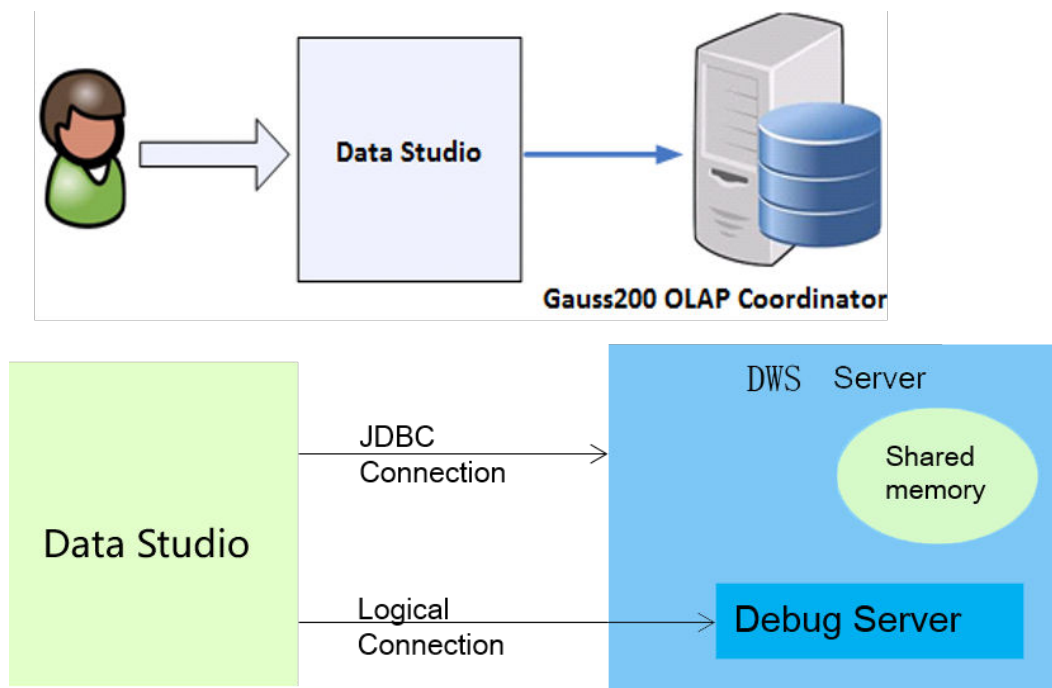 Data Studio
Gauss200 OLAP Coordinator
DWS Server
JDBC
Connection
Shared
memory
Data Studio
Logical
Connection
Debug Server